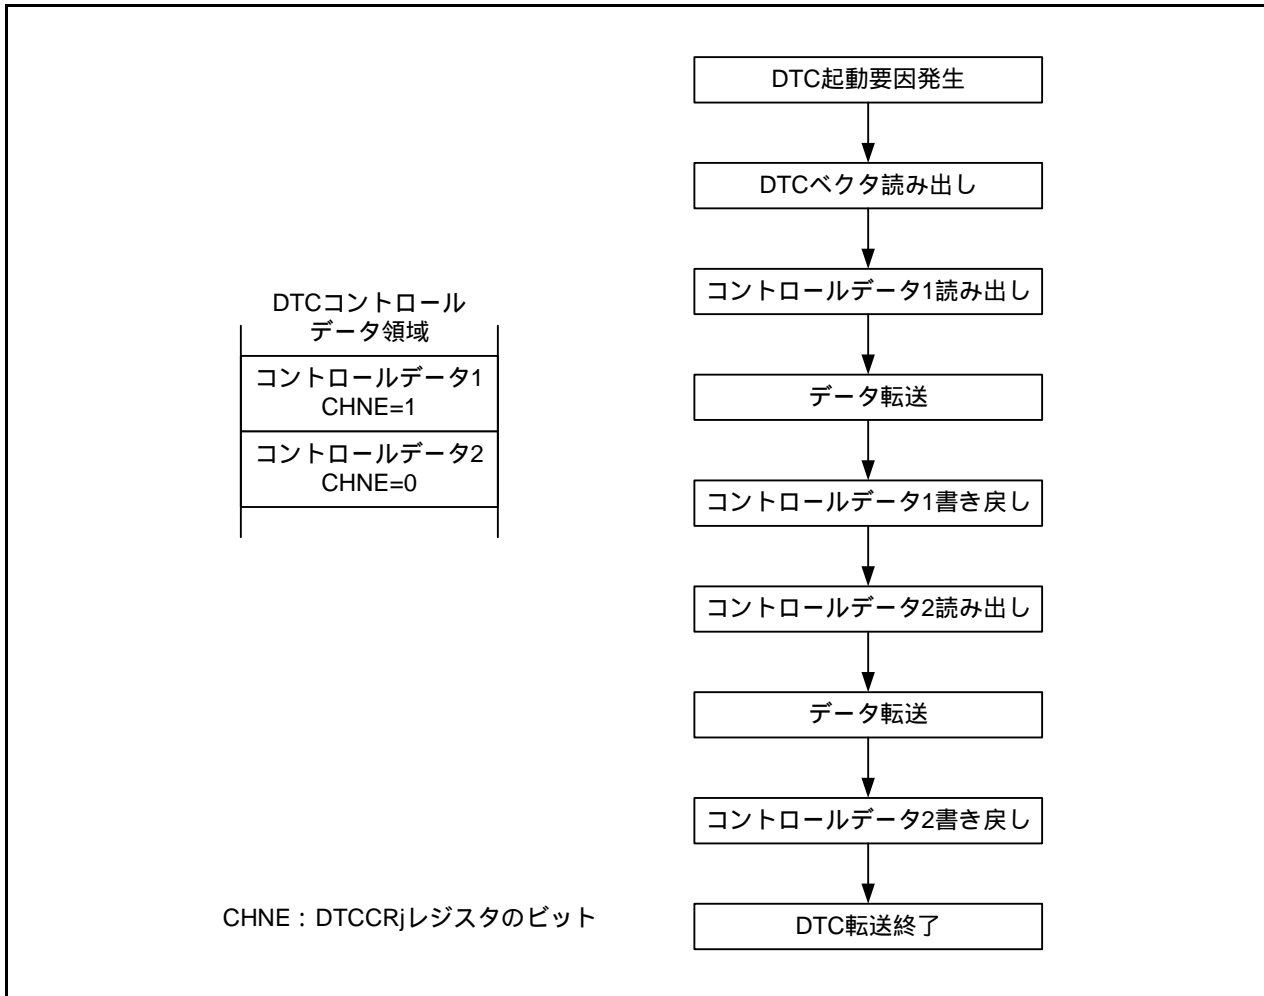 DTCコントロール
データ領域
コントロールデータ1
CHNE=1
コントロールデータ2
CHNE=0
CHNE：DTCCRjレジスタのビット
DTC起動要因発生
DTCベクタ読み出し
コントロールデータ1読み出し
データ転送
コントロールデータ1書き戻し
コントロールデータ2読み出し
データ転送
コントロールデータ2書き戻し
DTC転送終了